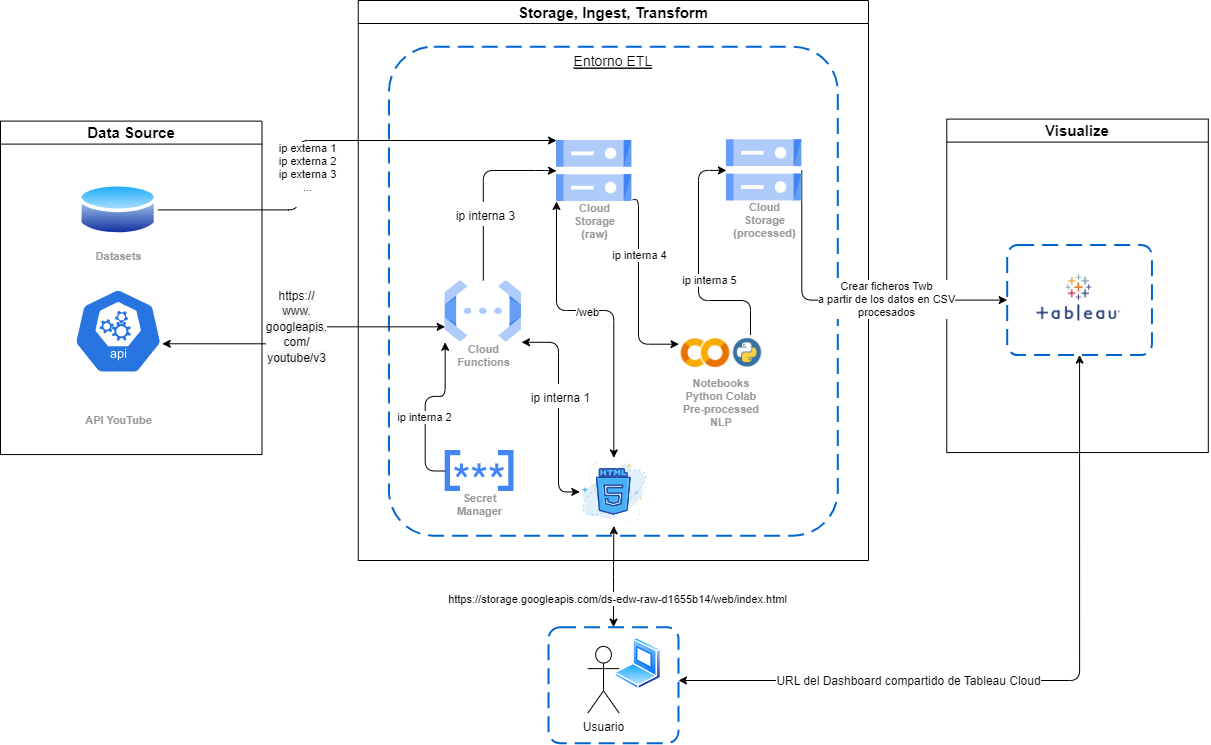 Storage, Ingest, Transform
Entorno ETL
Data Source
ip externa 1
ip externa 2
ip externa 3
...
Datasets
https://
www.
googleapis.
com/
youtube/v3
api
API YouTube
ip interna 3
Cloud
Storage
(raw)
Cloud
Storage
(processed)
ip interna 4
ip interna 5
/web
Cloud
Functions
Notebooks
Python Colab
Pre-processed
NLP
ip interna 1
ip interna 2
[***]
Secret
Manager
HTML
5
Crear ficheros Twb
a partir de los datos en CSV
procesados
Visualize
tableau
https://storage.googleapis.com/ds-edw-raw-d1655b14/web/index.html
Usuario
URL del Dashboard compartido de Tableau Cloud